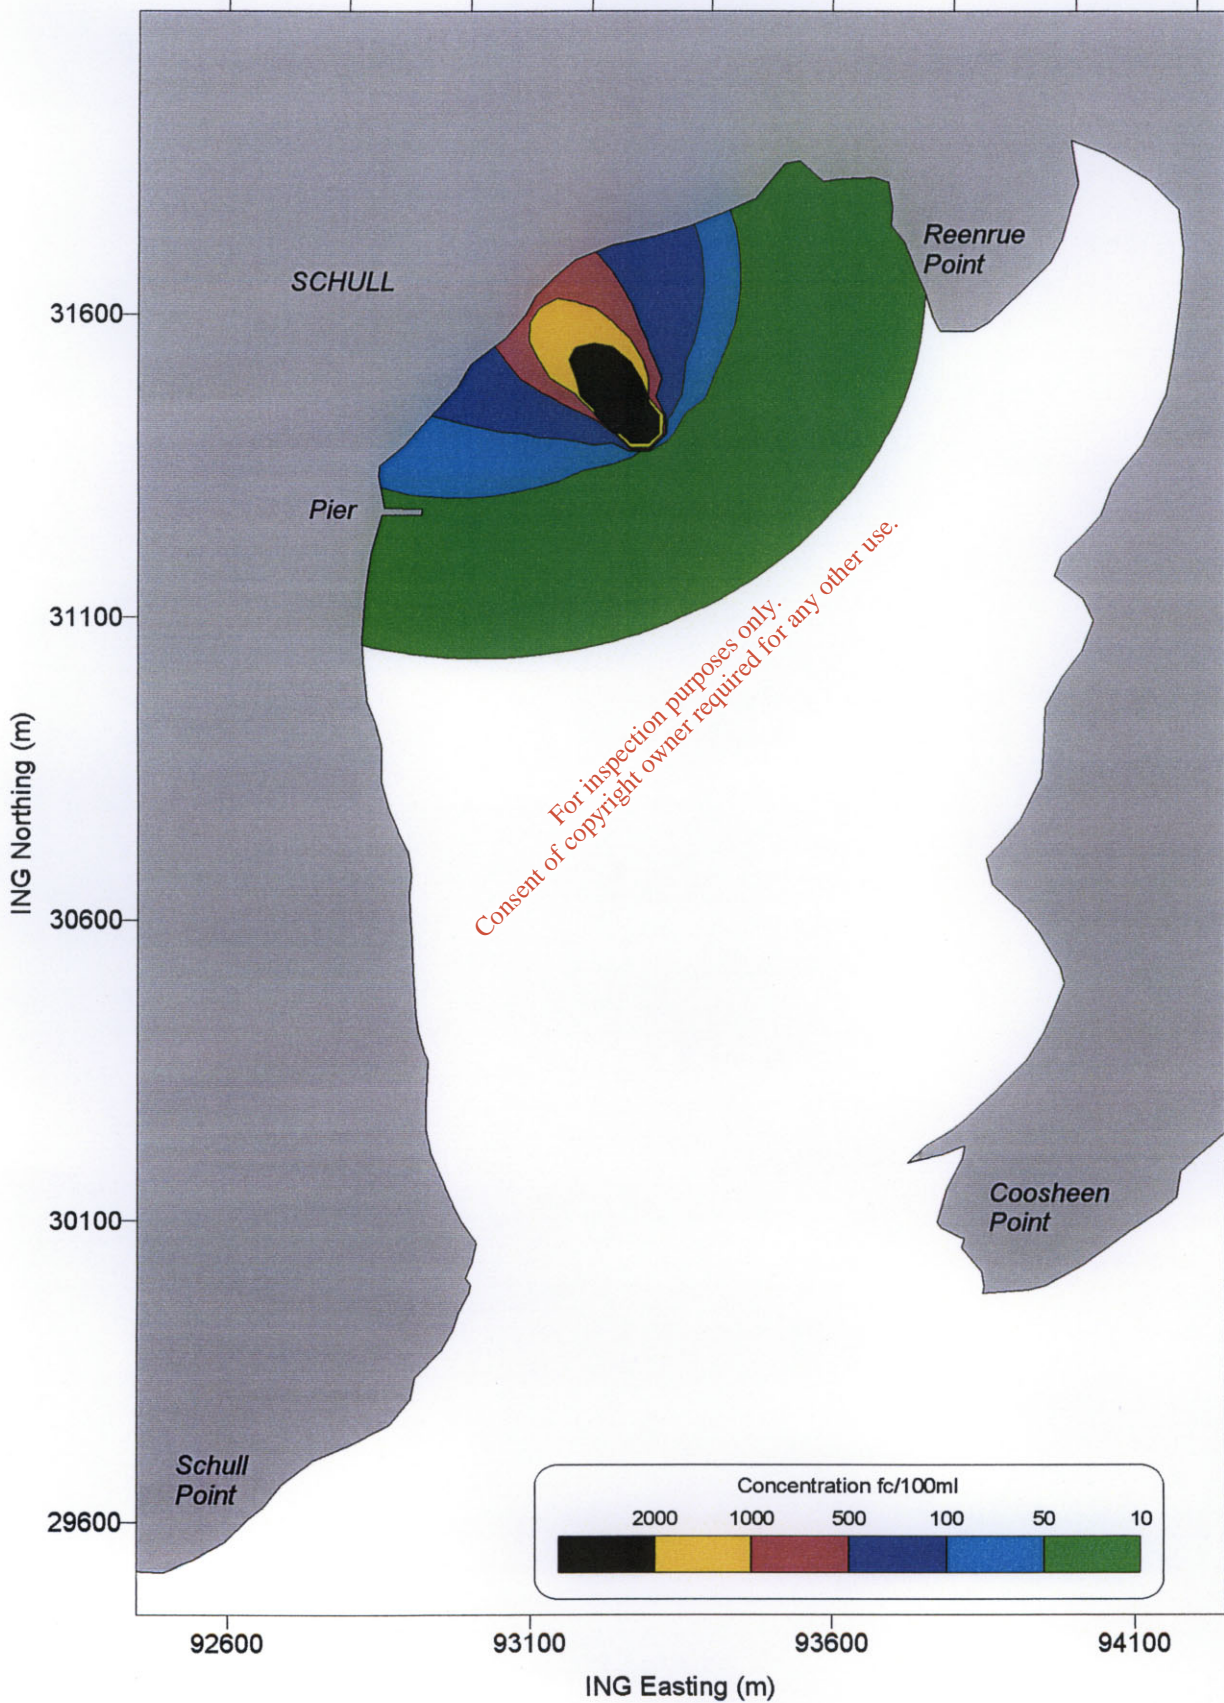 SCHULL
Reenrue
Point
Pier
For inspection purposes only.
Consent of copyright owner required for any other use.
Coosheen
Point
Schull
Point
ING Northing (m)
31600
31100
30600
30100
29600
Concentration fc/100ml
2000 1000 500 100 50 10
92600 93100 93600 94100
ING Easting (m)